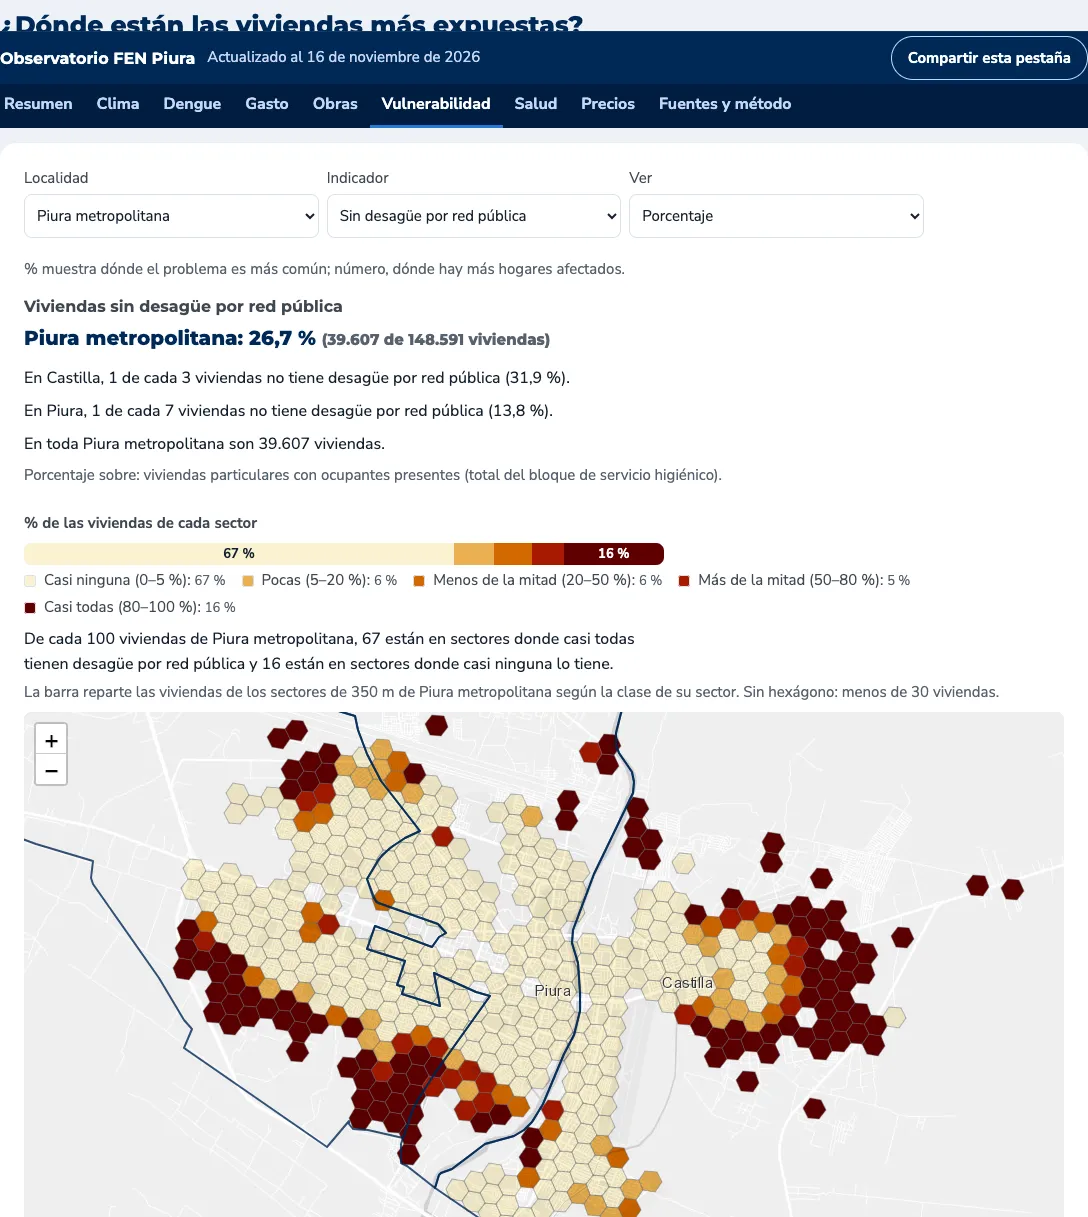 ¿Dónde están las viviendas más expuestas?
Observatorio FEN Piura Actualizado al 16 de noviembre de 2026 Compartir esta pestaña
Resumen Clima Dengue Gasto Obras Vulnerabilidad Salud Precios Fuentes y método
Localidad Indicador Ver
Piura metropolitana Sin desagüe por red pública Porcentaje
% muestra dónde el problema es más común; número, dónde hay más hogares afectados.
Viviendas sin desagüe por red pública
Piura metropolitana: 26,7 % (39.607 de 148.591 viviendas)
En Castilla, 1 de cada 3 viviendas no tiene desagüe por red pública (31,9 %).
En Piura, 1 de cada 7 viviendas no tiene desagüe por red pública (13,8 %).
En toda Piura metropolitana son 39.607 viviendas.
Porcentaje sobre: viviendas particulares con ocupantes presentes (total del bloque de servicio higiénico).
% de las viviendas de cada sector
67 % 16 %
Casi ninguna (0–5 %): 67 % Pocas (5–20 %): 6 % Menos de la mitad (20–50 %): 6 % Más de la mitad (50–80 %): 5 %
Casi todas (80–100 %): 16 %
De cada 100 viviendas de Piura metropolitana, 67 están en sectores donde casi todas
tienen desagüe por red pública y 16 están en sectores donde casi ninguna lo tiene.
La barra reparte las viviendas de los sectores de 350 m de Piura metropolitana según la clase de su sector. Sin hexágono: menos de 30 viviendas.
+
−
Castilla
Piura